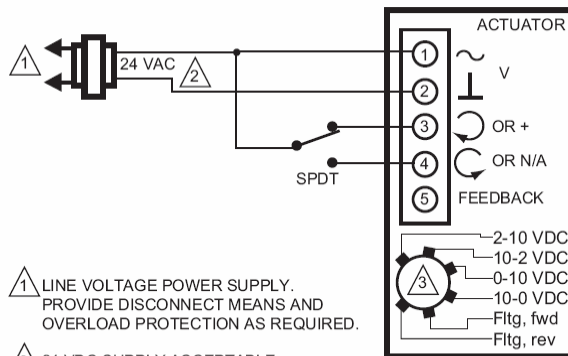 ACTUATOR
1
24 VAC
2
1
∼
V
2
⊥
3
OR +
4
OR N/A
SPDT
5
FEEDBACK
2-10 VDC
10-2 VDC
3
0-10 VDC
10-0 VDC
Fltg, fwd
Fltg, rev
1
LINE VOLTAGE POWER SUPPLY.
PROVIDE DISCONNECT MEANS AND
OVERLOAD PROTECTION AS REQUIRED.